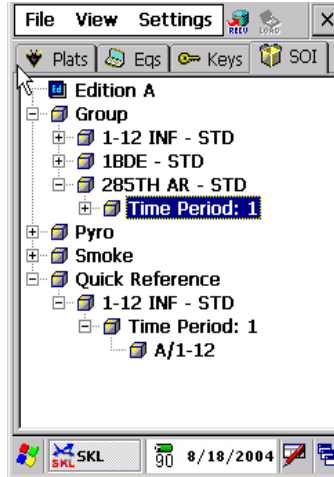 File View Settings RECV LOAD X
Plats Eqs Keys SOI
Ed Edition A
Group
1-12 INF - STD
1BDE - STD
285TH AR - STD
Time Period: 1
Pyro
Smoke
Quick Reference
1-12 INF - STD
Time Period: 1
A/1-12
SKL SKL 90 8/18/2004